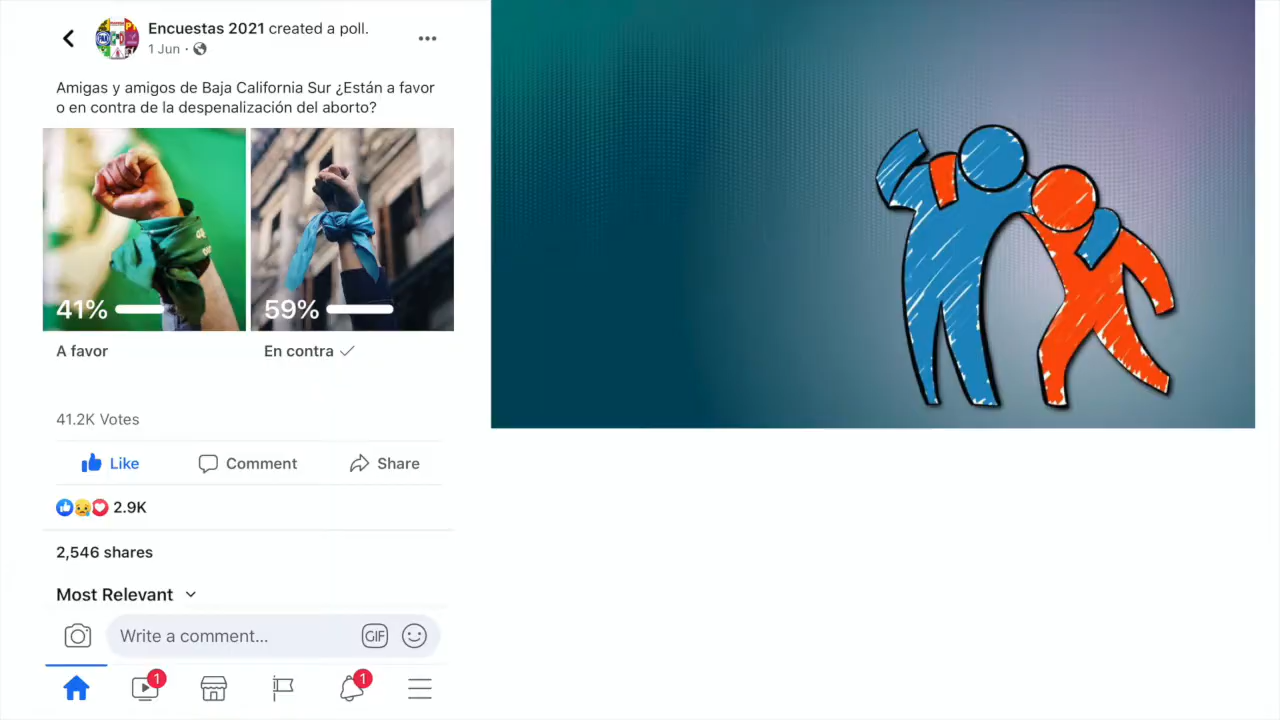 Encuestas 2021 created a poll.
1 Jun ·
Amigas y amigos de Baja California Sur ¿Están a favor
o en contra de la despenalización del aborto?
41%
59%
A favor
En contra
41.2K Votes
Like
Comment
Share
2.9K
2,546 shares
Most Relevant
Write a comment...
GIF
1
1